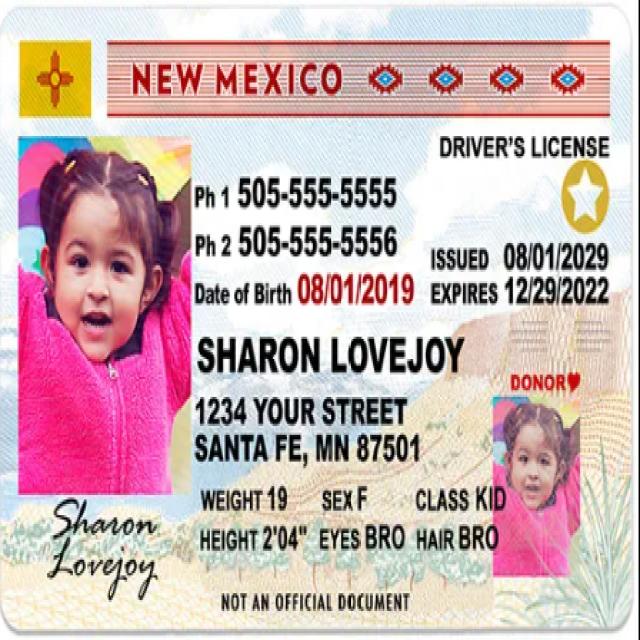 NEW MEXICO
DRIVER'S LICENSE
Ph 1 505-555-5555
Ph 2 505-555-5556
ISSUED 08/01/2029
Date of Birth 08/01/2019
EXPIRES 12/29/2022
SHARON LOVEJOY
DONOR♥
1234 YOUR STREET
SANTA FE, MN 87501
WEIGHT 19 SEX F CLASS KID
HEIGHT 2'04" EYES BRO HAIR BRO
Sharon
Lovejoy
NOT AN OFFICIAL DOCUMENT